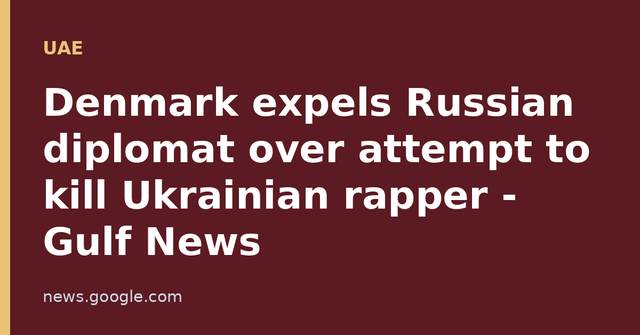 UAE
Denmark expels Russian
diplomat over attempt to
kill Ukrainian rapper -
Gulf News
news.google.com